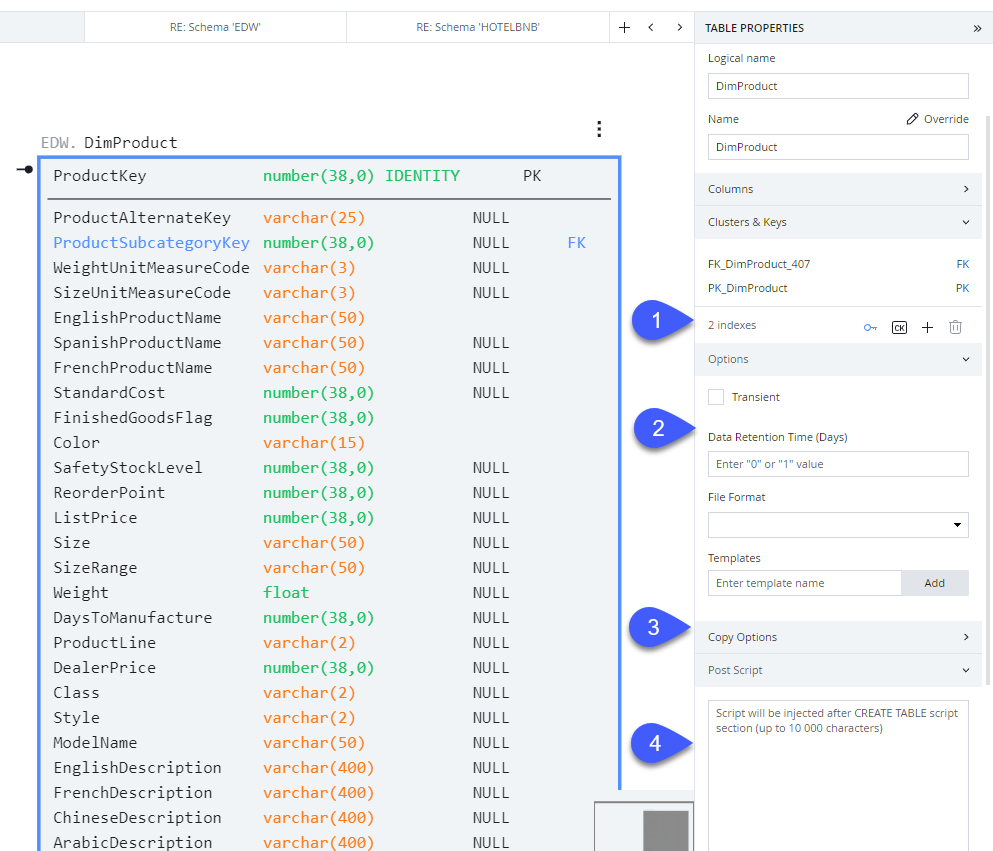 RE: Schema 'EDW'
RE: Schema 'HOTELBNB'
EDW. DimProduct
ProductKey number(38,0) IDENTITY PK
ProductAlternateKey varchar(25) NULL
ProductSubcategoryKey number(38,0) NULL FK
WeightUnitMeasureCode varchar(3) NULL
SizeUnitMeasureCode varchar(3) NULL
EnglishProductName varchar(50)
SpanishProductName varchar(50) NULL
FrenchProductName varchar(50) NULL
StandardCost number(38,0) NULL
FinishedGoodsFlag number(38,0)
Color varchar(15)
SafetyStockLevel number(38,0) NULL
ReorderPoint number(38,0) NULL
ListPrice number(38,0) NULL
Size varchar(50) NULL
SizeRange varchar(50) NULL
Weight float NULL
DaysToManufacture number(38,0) NULL
ProductLine varchar(2) NULL
DealerPrice number(38,0) NULL
Class varchar(2) NULL
Style varchar(2) NULL
ModelName varchar(50) NULL
EnglishDescription varchar(400) NULL
FrenchDescription varchar(400) NULL
ChineseDescription varchar(400) NULL
ArabicDescription varchar(400) NULL
TABLE PROPERTIES
Logical name
DimProduct
Name Override
DimProduct
Columns
Clusters & Keys
FK_DimProduct_407 FK
PK_DimProduct PK
1
2 indexes CK
Options
Transient
2
Data Retention Time (Days)
Enter "0" or "1" value
File Format
Templates
Enter template name Add
3
Copy Options
Post Script
4
Script will be injected after CREATE TABLE script
section (up to 10 000 characters)